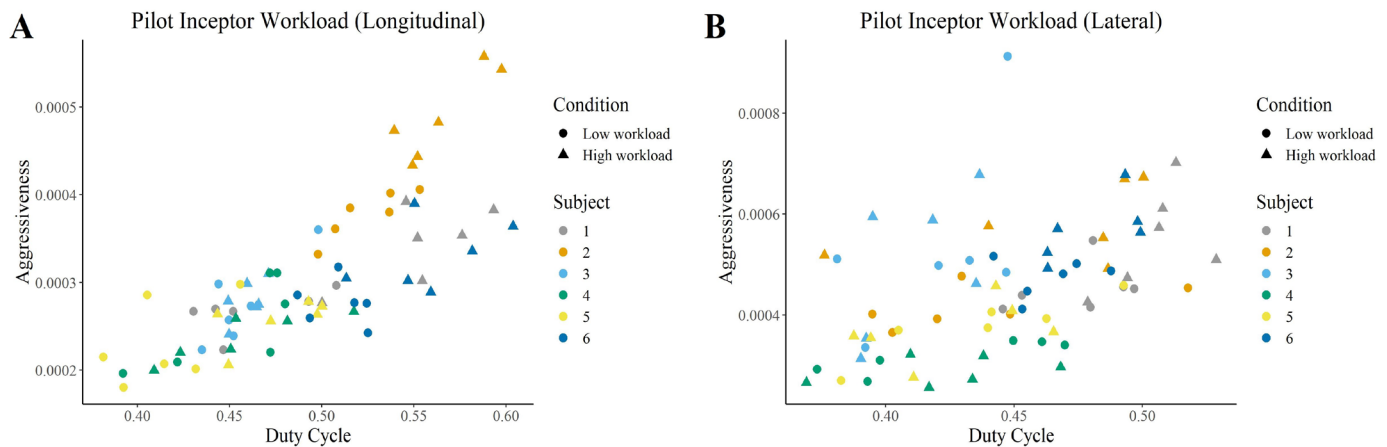 A
Pilot Inceptor Workload (Longitudinal)
Aggressiveness
0.0005
0.0004
0.0003
0.0002
0.40 0.45 0.50 0.55 0.60
Duty Cycle
Condition
Low workload
High workload
Subject
1
2
3
4
5
6
B
Pilot Inceptor Workload (Lateral)
Aggressiveness
0.0008
0.0006
0.0004
0.40 0.45 0.50
Duty Cycle
Condition
Low workload
High workload
Subject
1
2
3
4
5
6